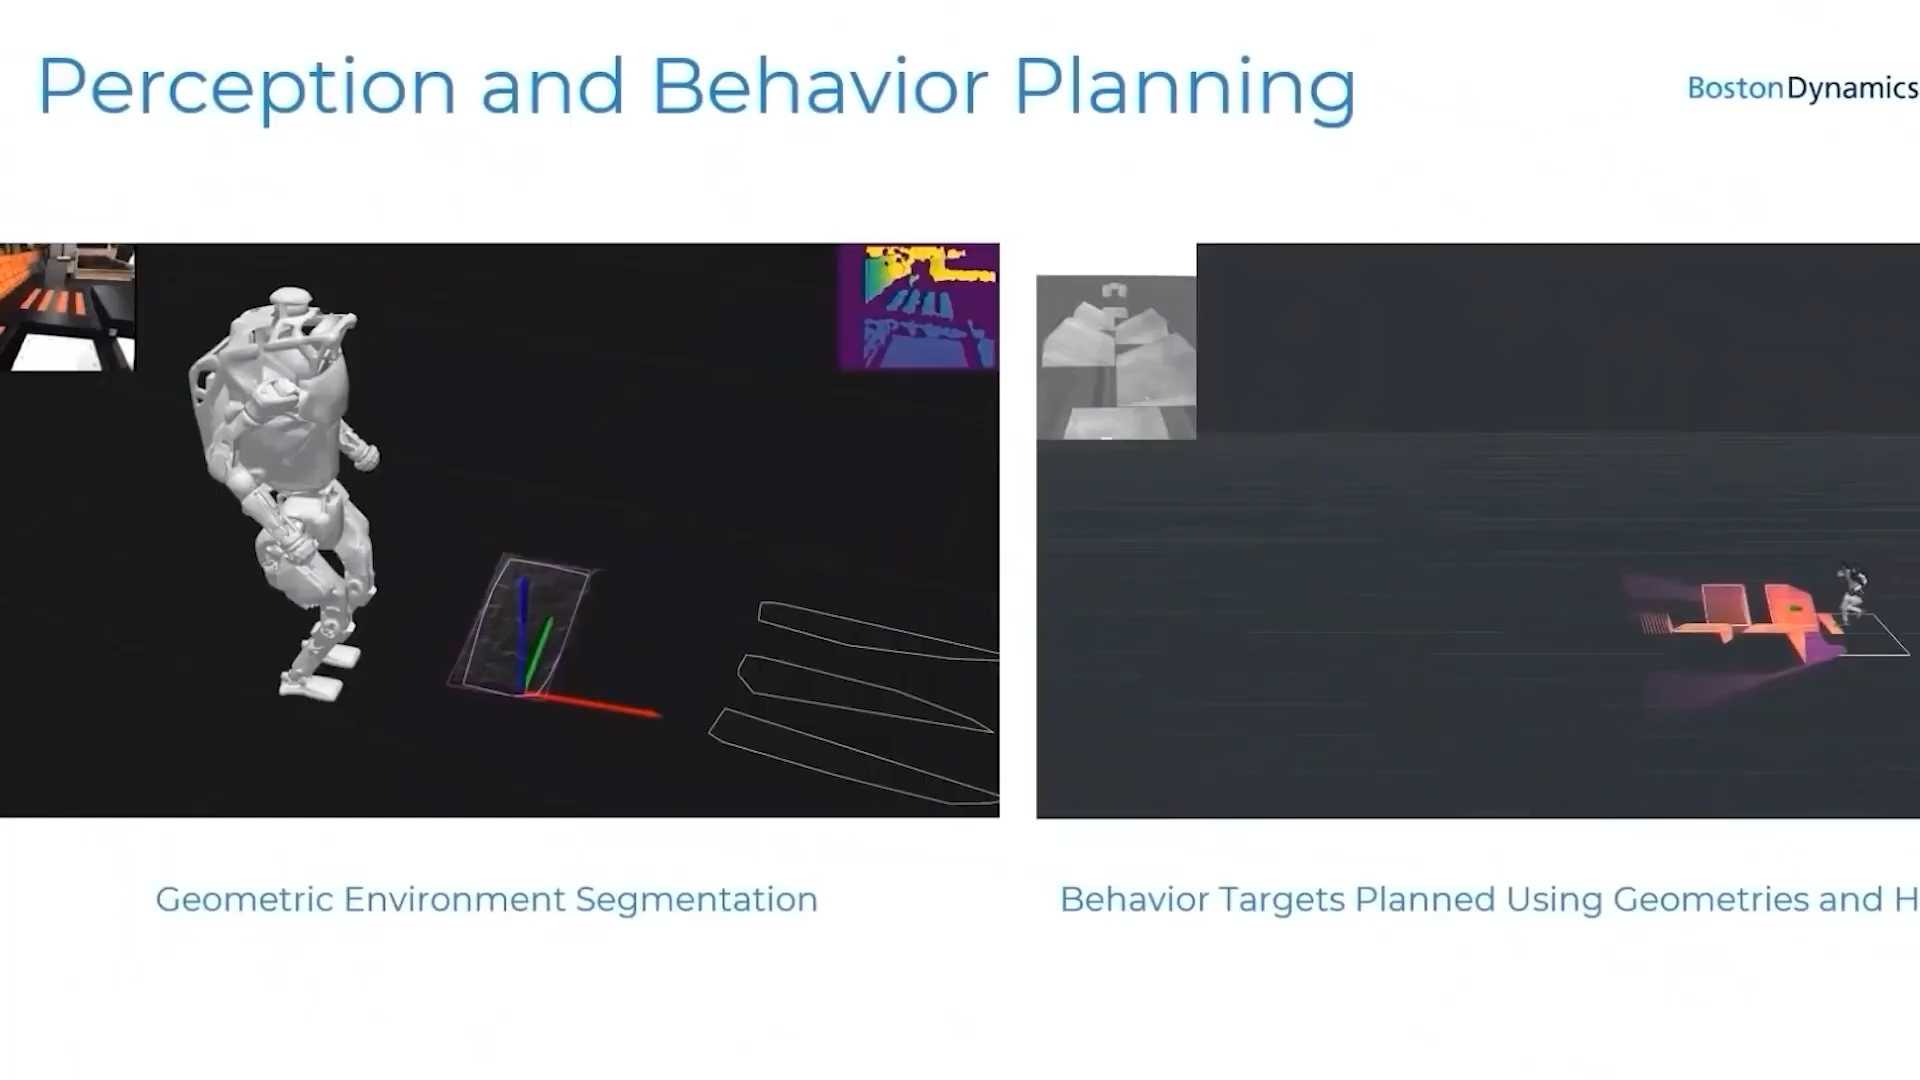 Perception and Behavior Planning
BostonDynamics
Geometric Environment Segmentation
Behavior Targets Planned Using Geometries and H